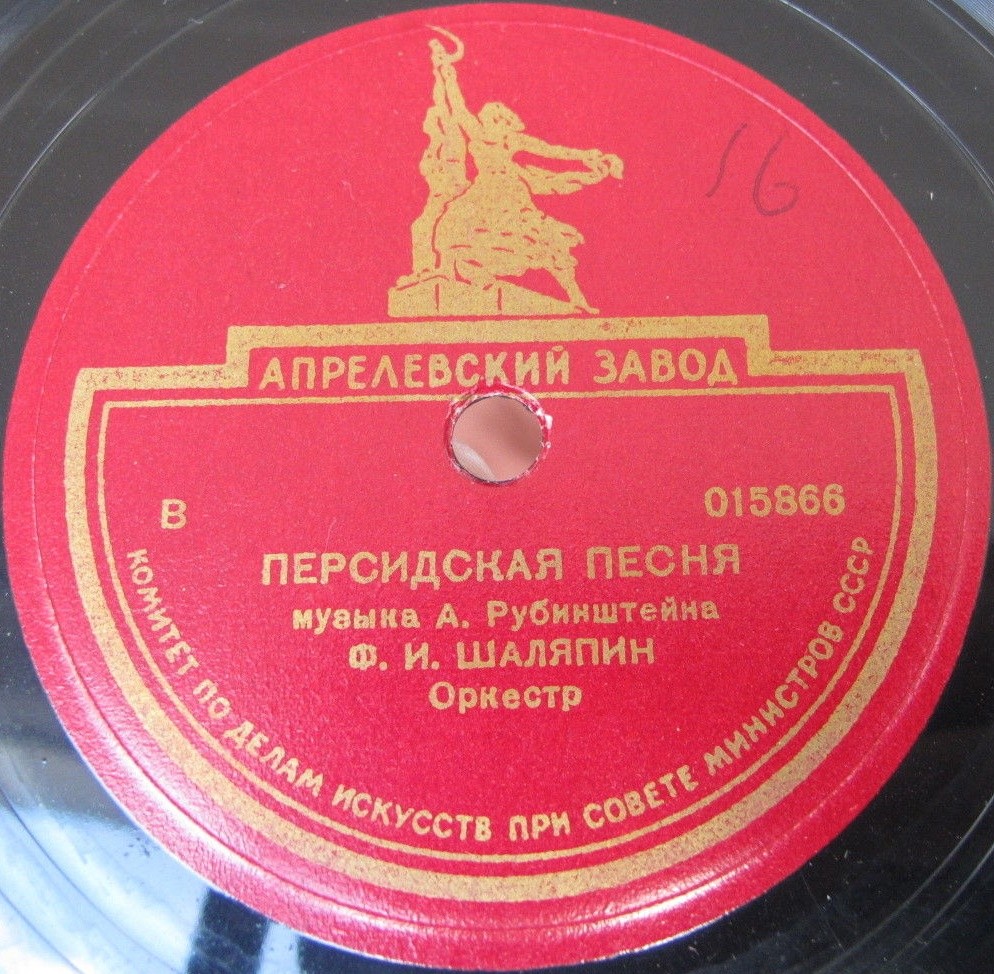 16
АПРЕЛЕВСКИЙ ЗАВОД
В
015866
ПЕРСИДСКАЯ ПЕСНЯ
музыка А. Рубинштейна
Ф. И. ШАЛЯПИН
Оркестр
КОМИТЕТ ПО ДЕЛАМ ИСКУССТВ ПРИ СОВЕТЕ МИНИСТРОВ СССР